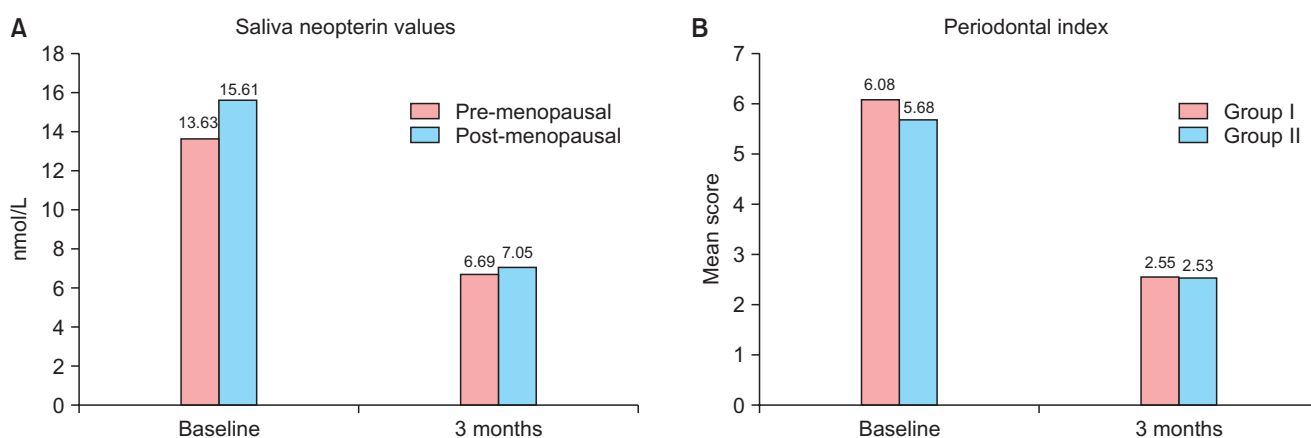 A
Saliva neopterin values
18
16
14
12
10
8
6
4
2
0
nmol/L
13.63
15.61
6.69
7.05
Pre-menopausal
Post-menopausal
Baseline
3 months
B
Periodontal index
7
6
5
4
3
2
1
0
Mean score
6.08
5.68
2.55
2.53
Group I
Group II
Baseline
3 months